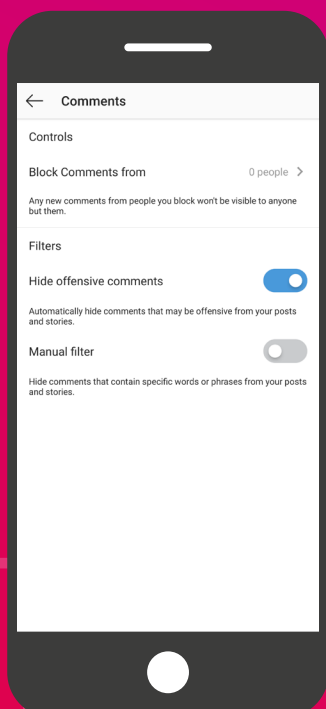 Comments
Controls
Block Comments from 0 people
Any new comments from people you block won't be visible to anyone
but them.
Filters
Hide offensive comments
Automatically hide comments that may be offensive from your posts
and stories.
Manual filter
Hide comments that contain specific words or phrases from your posts
and stories.